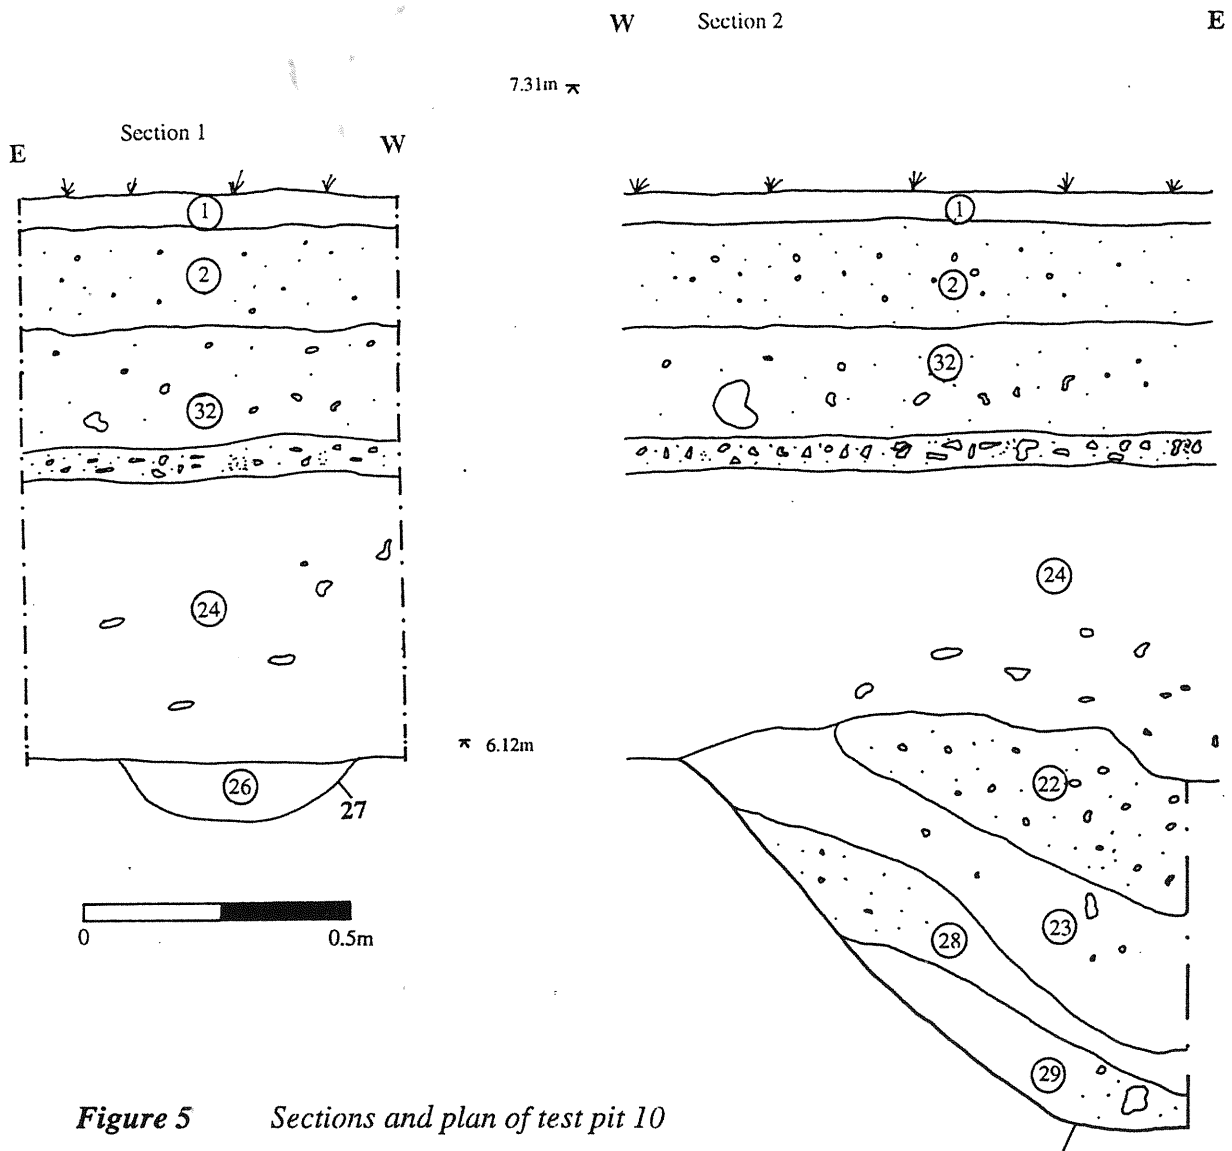 W Section 2 E
7.31m
Section 1
E W
1 1
2 2
32 32
24 24
6.12m
26 22
27
23
28
0 0.5m
29
Figure 5 Sections and plan of test pit 10